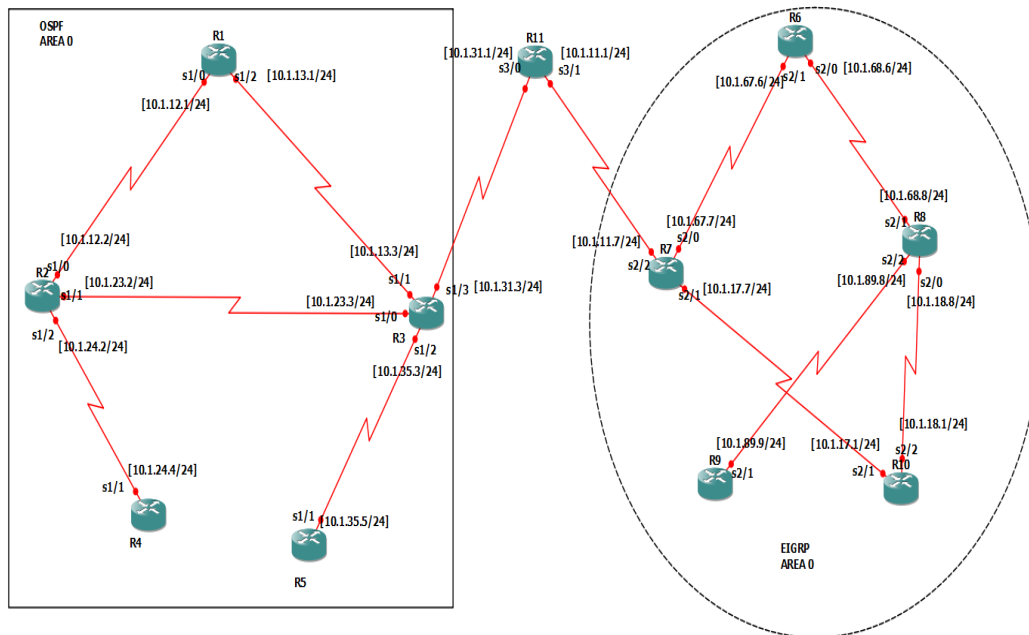 OSPF
AREA 0
R1
s1/0
s1/2
[10.1.13.1/24]
[10.1.12.1/24]
[10.1.31.1/24]
R11
[10.1.11.1/24]
s3/0
s3/1
R6
s2/1
s2/0
[10.1.68.6/24]
[10.1.67.6/24]
[10.1.12.2/24]
s1/0
R2
s1/1
[10.1.23.2/24]
s1/2
[10.1.24.2/24]
[10.1.13.3/24]
s1/1
s1/3
[10.1.31.3/24]
[10.1.23.3/24]
s1/0
R3
s1/2
[10.1.35.3/24]
[10.1.11.7/24]
[10.1.67.7/24]
s2/0
s2/2
R7
s2/1
[10.1.17.7/24]
[10.1.68.8/24]
R8
s2/1
s2/2
[10.1.89.8/24]
s2/0
[10.1.18.8/24]
[10.1.24.4/24]
s1/1
R4
s1/1
[10.1.35.5/24]
R5
[10.1.89.9/24]
R9
s2/1
[10.1.17.1/24]
[10.1.18.1/24]
s2/2
s2/1
R10
EIGRP
AREA 0